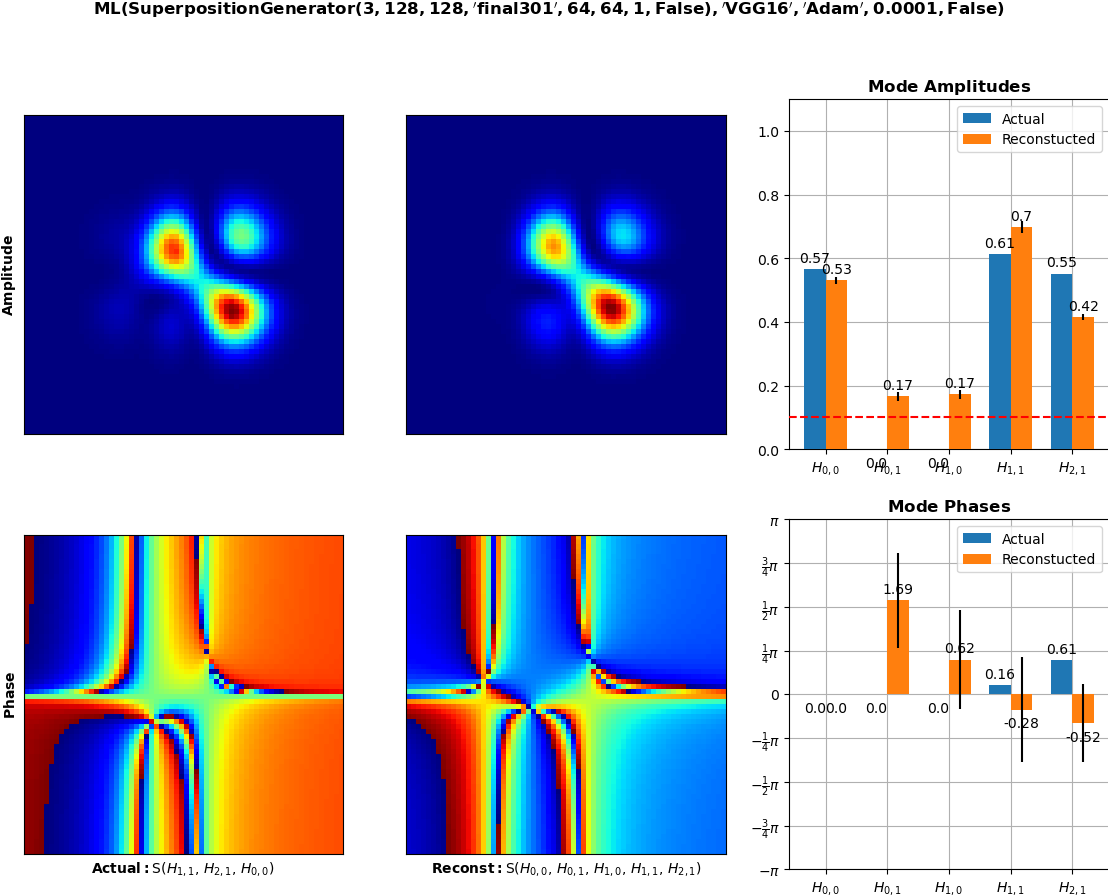 ML(SuperpositionGenerator(3, 128, 128, ′final301′, 64, 64, 1, False), ′VGG16′, ′Adam′, 0.0001, False)
Amplitude
Mode Amplitudes
Actual
Reconstucted
1.0
0.8
0.6
0.4
0.2
0.0
0.57
0.53
0.0
0.17
0.0
0.17
0.61
0.7
0.55
0.42
H0,0
H0,1
H1,0
H1,1
H2,1
Phase
Actual: S(H1,1, H2,1, H0,0)
Reconst: S(H0,0, H0,1, H1,0, H1,1, H2,1)
Mode Phases
Actual
Reconstucted
π
3/4π
1/2π
1/4π
0
−1/4π
−1/2π
−3/4π
−π
0.0
0.0
0.0
1.69
0.0
0.62
0.16
-0.28
0.61
-0.52
H0,0
H0,1
H1,0
H1,1
H2,1